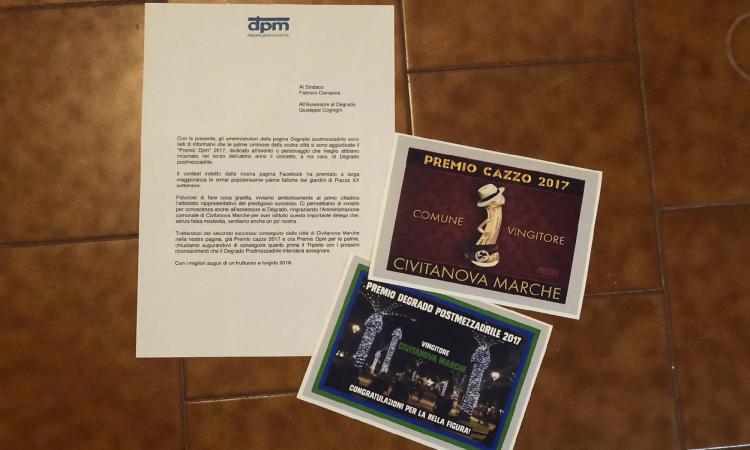 dpm
degrado postmezzadrile
Al Sindaco
Fabrizio Ciarapica
All'Assessore al Degrado
Giuseppe Cognigni
Con la presente, gli amministratori della pagina Degrado postmezzadrile sono
lieti di informarvi che le palme luminose della vostra città si sono aggiudicate il
"Premio Dpm" 2017, dedicato all'evento o personaggio che meglio abbiano
incarnato nel corso dell'ultimo anno il concetto, a noi caro, di Degrado
postmezzadrile.
Il contest indetto dalla nostra pagina Facebook ha premiato a larga
maggioranza le ormai popolarissime palme falliche dei giardini di Piazza XX
settembre.
Fiduciosi di fare cosa gradita, inviamo simbolicamente al primo cittadino
l'attestato rappresentativo del prestigioso successo. Ci permettiamo di inviarlo
per conoscenza anche all'assessore al Degrado, ringraziando l'Amministrazione
comunale di Civitanova Marche per aver istituito questa importante delega che,
senza falsa modestia, sentiamo anche un po' nostra.
Trattandosi del secondo successo conseguito dalla città di Civitanova Marche
nella nostra pagina, già Premio cazzo 2017 e ora Premio Dpm per le palme,
chiudiamo augurandovi di conseguire quanto prima il Triplete con i prossimi
riconoscimenti che il Degrado Postmezzadrile intenderà assegnare.
Con i migliori auguri di un fruttuoso e turgido 2018.
PREMIO CAZZO 2017
COMUNE VINGITORE
CIVITANOVA MARCHE
PREMIO DEGRADO POSTMEZZADRILE 2017
VINGITORE
CIVITANOVA MARCHE
CONGRATULAZIONI PER LA BELLA FIGURA!